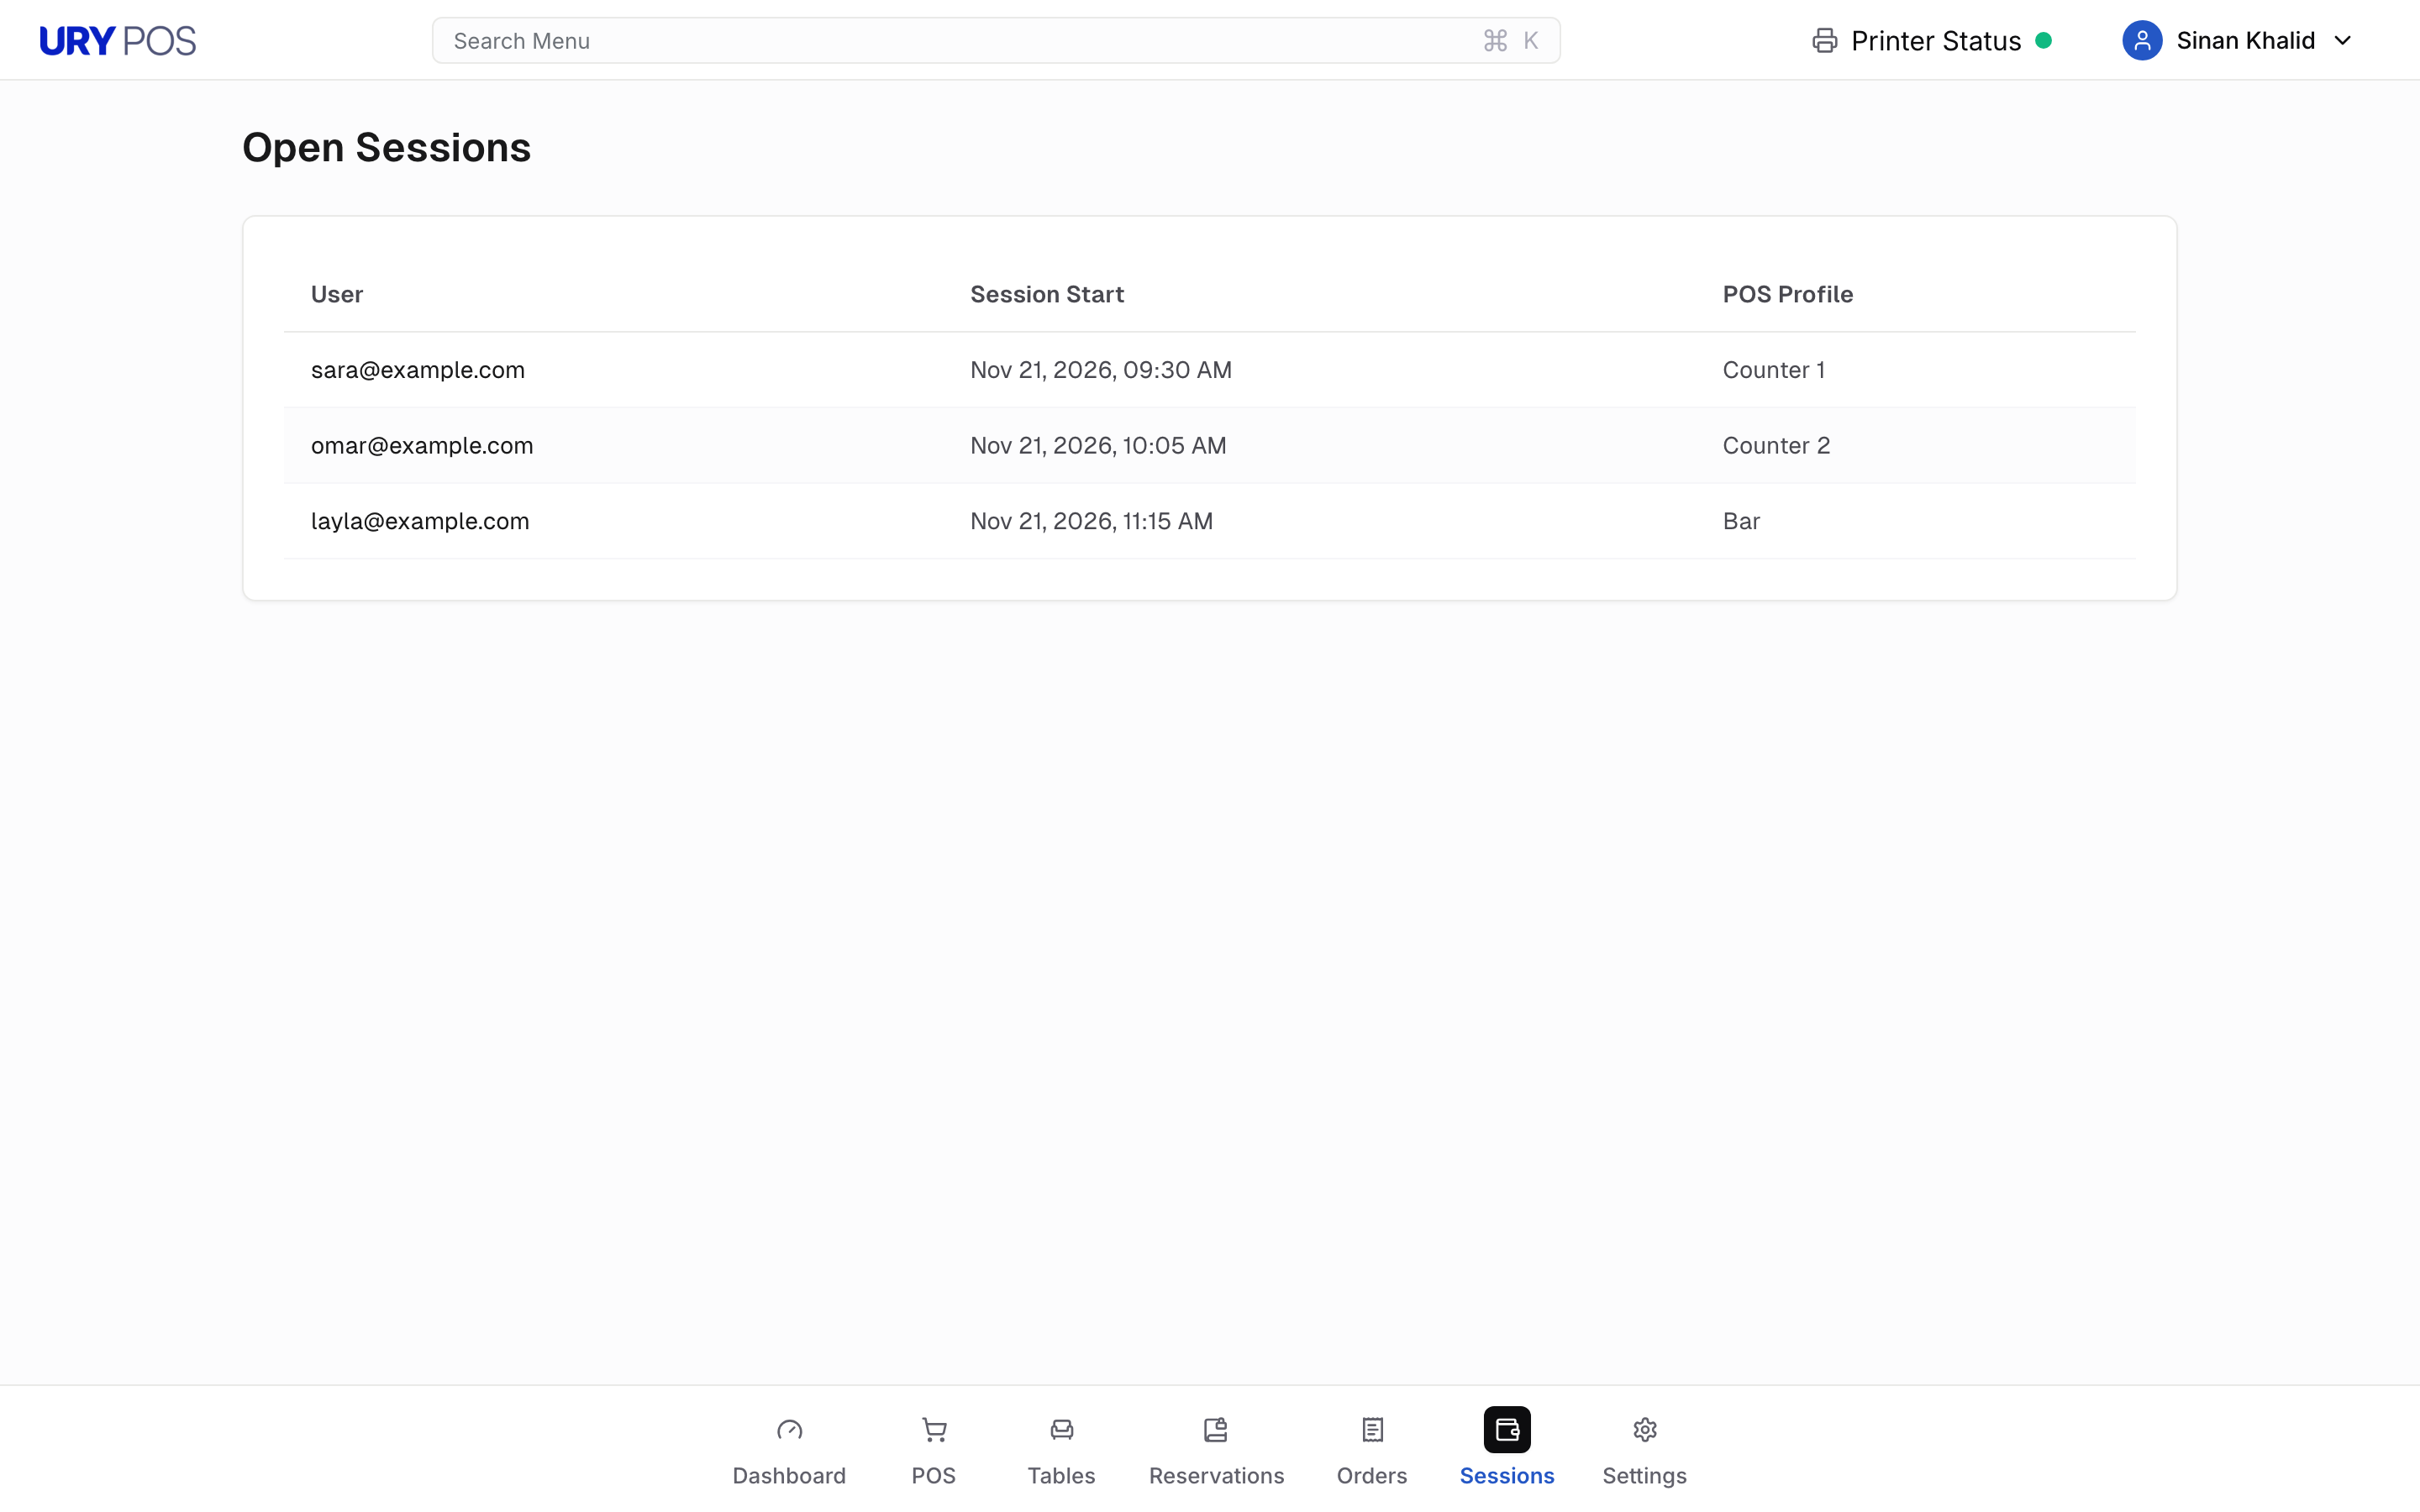 URY POS
Search Menu ⌘ K
Printer Status
Sinan Khalid
Open Sessions
User Session Start POS Profile
sara@example.com Nov 21, 2026, 09:30 AM Counter 1
omar@example.com Nov 21, 2026, 10:05 AM Counter 2
layla@example.com Nov 21, 2026, 11:15 AM Bar
Dashboard POS Tables Reservations Orders Sessions Settings